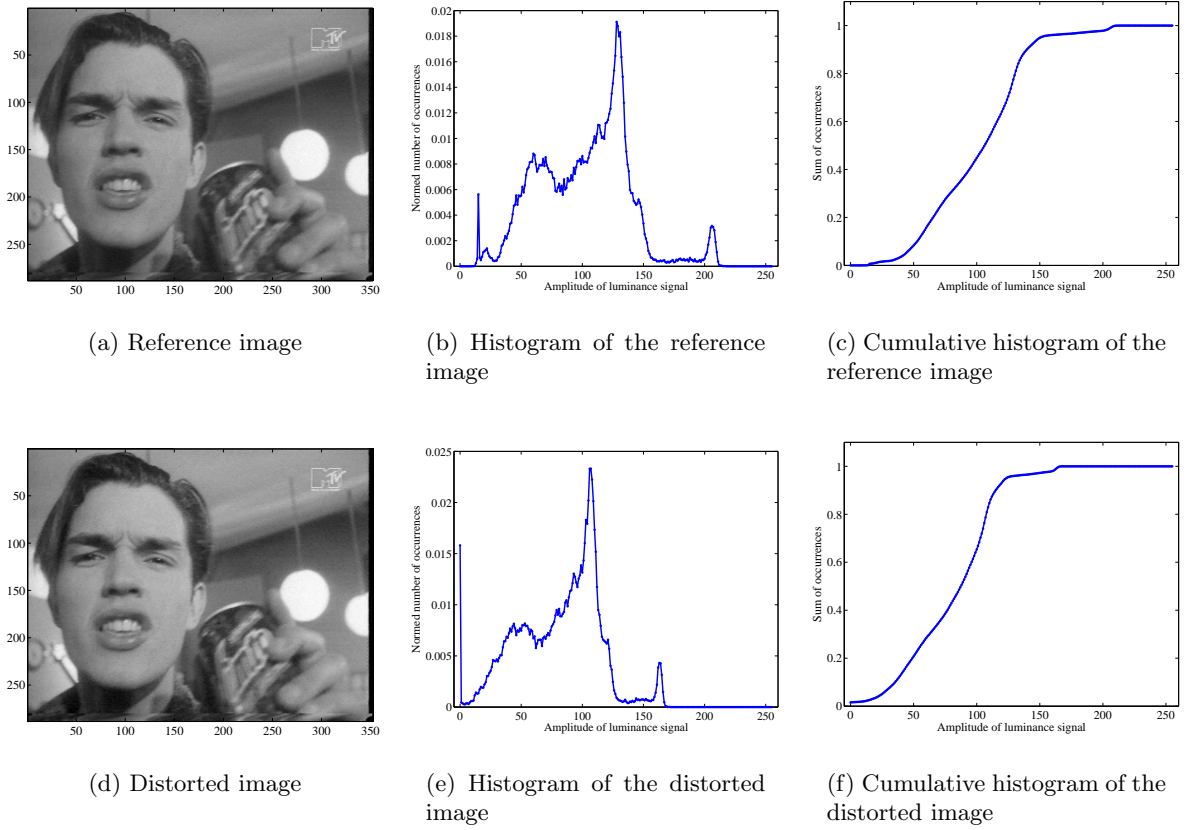 MTV
50
100
150
200
250
50 100 150 200 250 300 350
(a) Reference image
Normed number of occurrences
0.02
0.018
0.016
0.014
0.012
0.01
0.008
0.006
0.004
0.002
0
0 50 100 150 200 250
Amplitude of luminance signal
(b) Histogram of the reference
image
Sum of occurrences
1
0.8
0.6
0.4
0.2
0
0 50 100 150 200 250
Amplitude of luminance signal
(c) Cumulative histogram of the
reference image
MTV
50
100
150
200
250
50 100 150 200 250 300 350
(d) Distorted image
Normed number of occurrences
0.025
0.02
0.015
0.01
0.005
0
0 50 100 150 200 250
Amplitude of luminance signal
(e) Histogram of the distorted
image
Sum of occurrences
1
0.8
0.6
0.4
0.2
0
0 50 100 150 200 250
Amplitude of luminance signal
(f) Cumulative histogram of the
distorted image